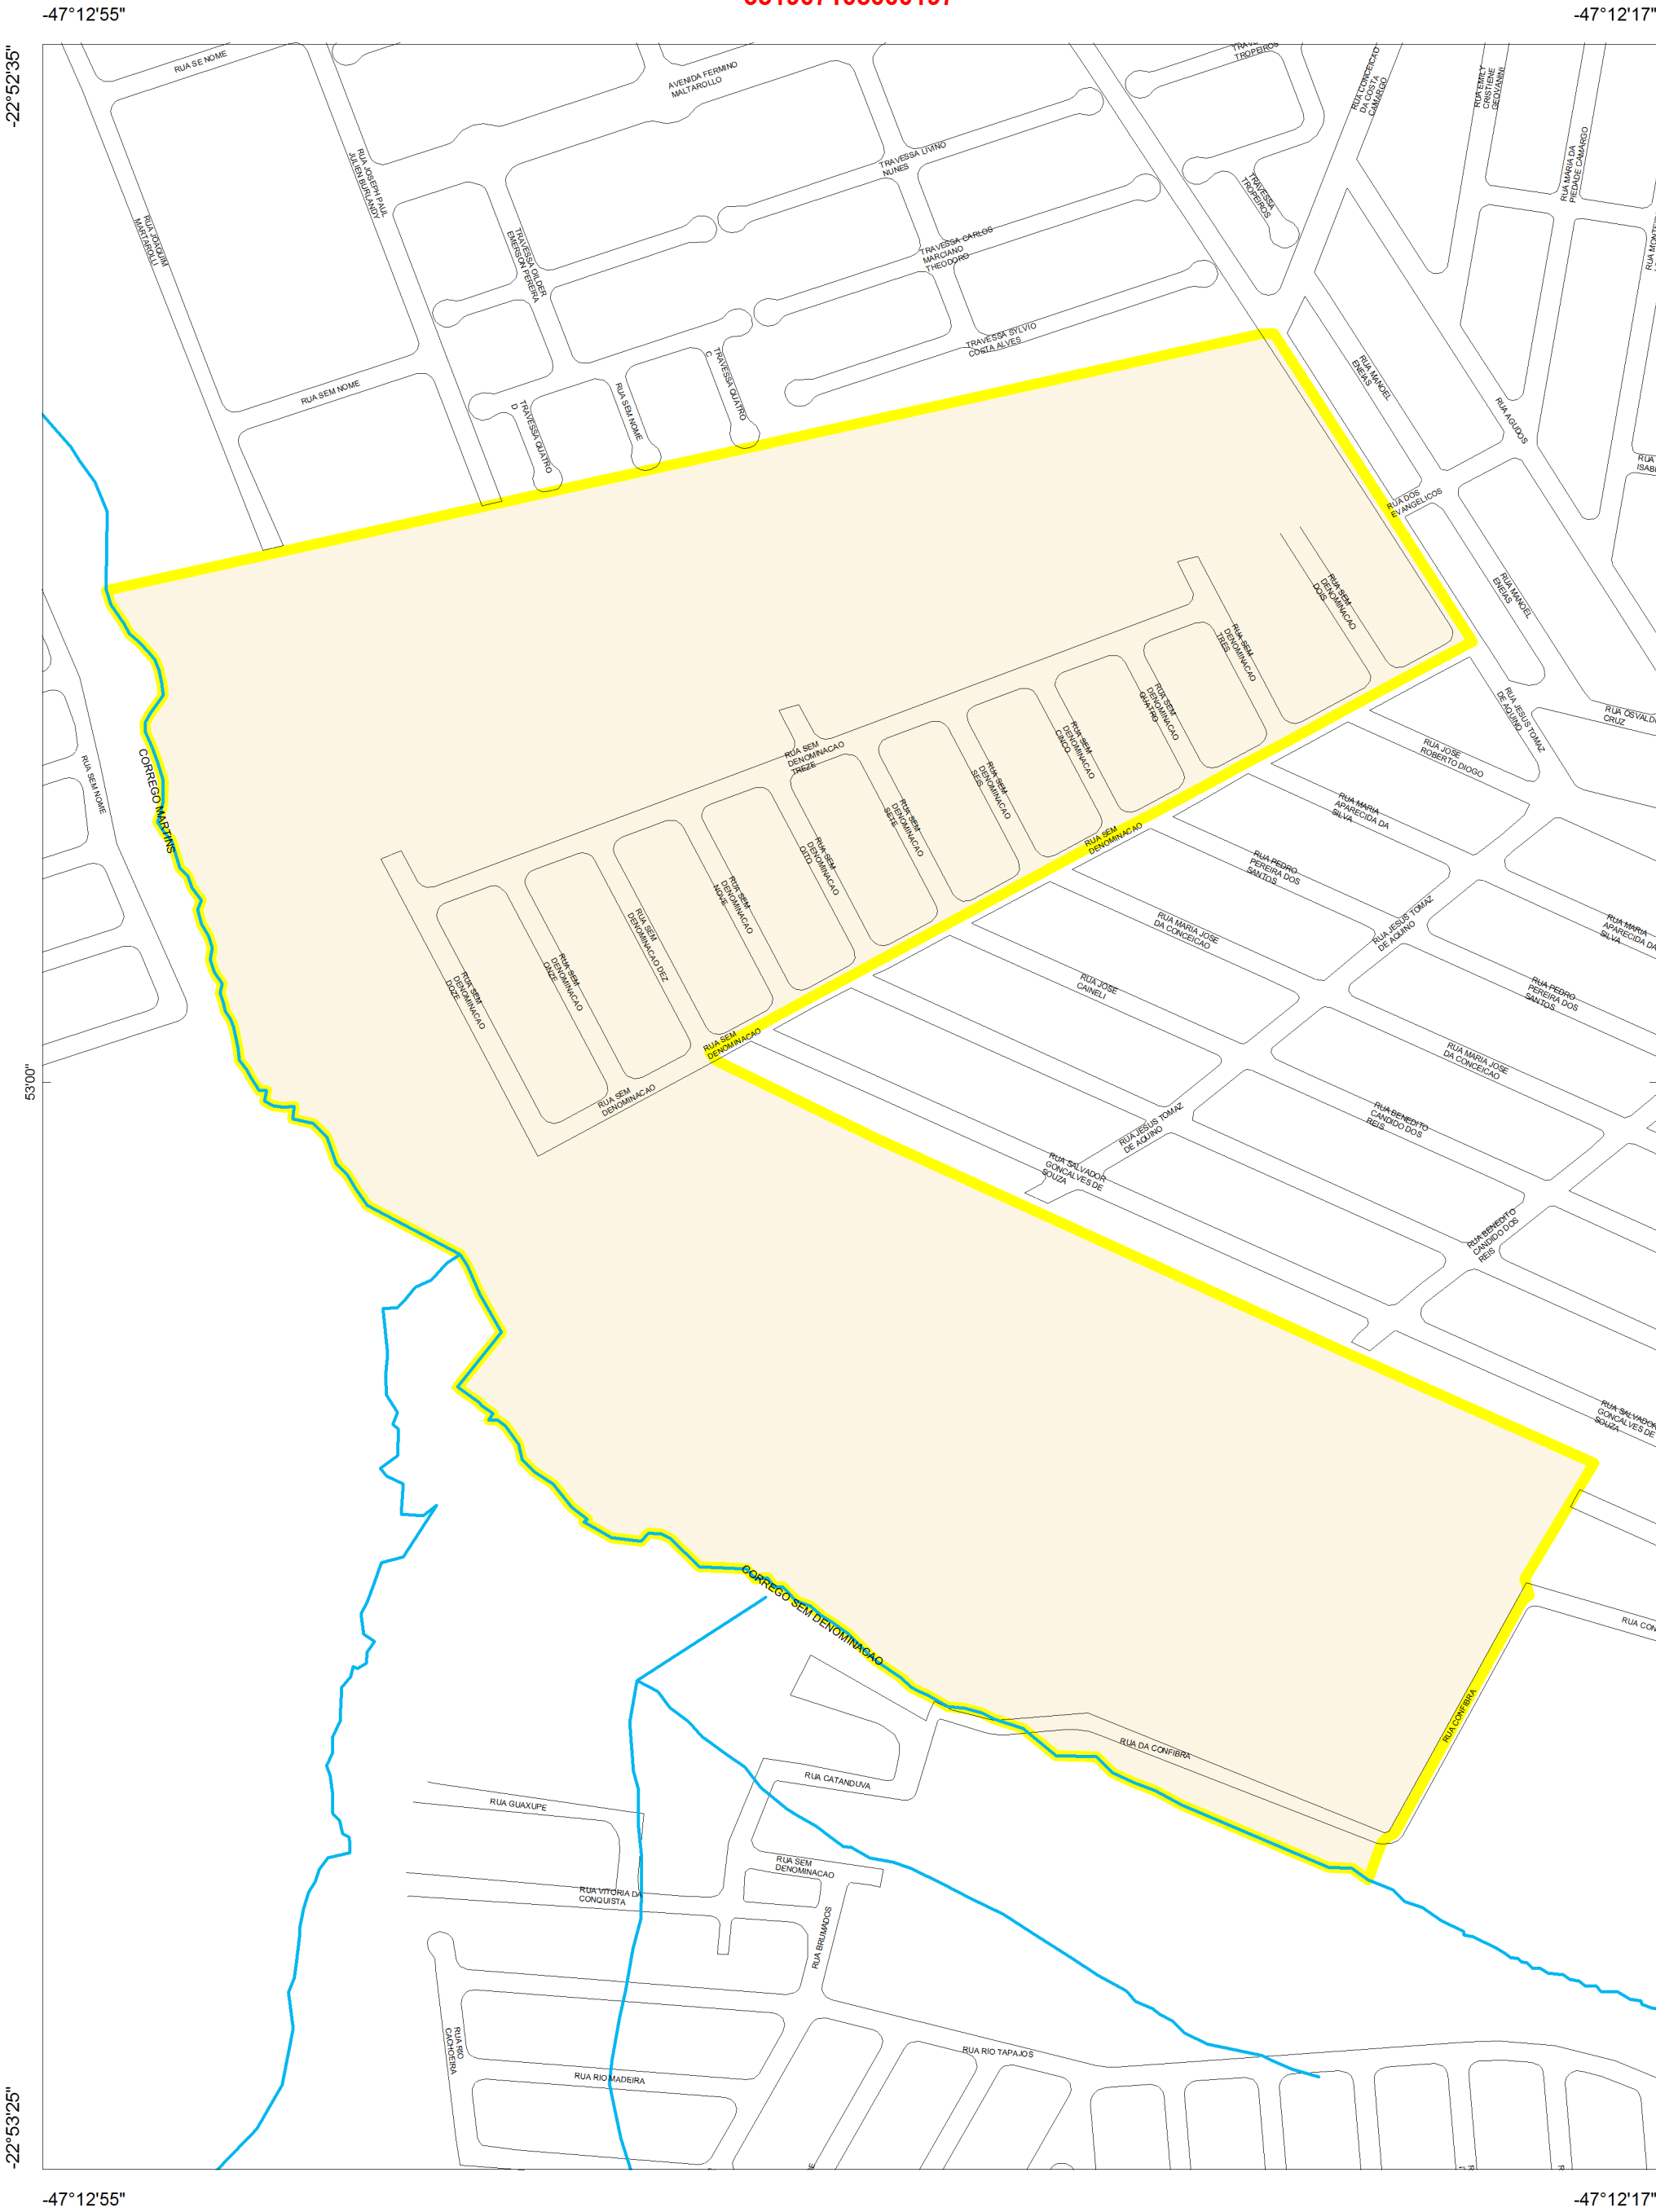 -47°12'55"
-47°12'17"
-22°52'35"
RUA SE NOME
AVENIDA FERMINO
MALTAROLLO
TROPEIROS
RUA CONCEICAO
DA COSTA
CAMARGO
RUA EMILY
CRISTIENE
GEOVANINI
RUA MARIA DA
PIEDADE CAMARGO
RUA JOSEPH PAUL
JULIEN BURLANDY
TRAVESSA LIVINO
NUNES
TRAVESSA
TROPEIROS
RUA JOAQUIM
MARTAROLLI
TRAVESSA OILDER
EMERSON PEREIRA
TRAVESSA CARLOS
MARCIANO
THEODORO
TRAVESSA SYLVIO
COSTA ALVES
RUA MANOEL
ENEIAS
RUA SEM NOME
TRAVESSA QUATRO
C
RUA SEM NOME
TRAVESSA QUATRO
D
RUA AGUDOS
RUA
ISAB
RUA DOS
EVANGELICOS
RUA SEM
DENOMINACAO
DOIS
RUA MANOEL
ENEIAS
RUA SEM
DENOMINACAO
TRES
RUA SEM
DENOMINACAO
QUATRO
RUA JESUS TOMAZ
DE AQUINO
RUA OSVALD
CRUZ
RUA SEM
DENOMINACAO
CINCO
RUA JOSE
ROBERTO DIOGO
RUA SEM
DENOMINACAO
TREZE
RUA SEM
DENOMINACAO
SEIS
CORREGO MARTINS
RUA SEM NOME
RUA SEM
DENOMINACAO
SETE
RUA MARIA
APARECIDA DA
SILVA
RUA SEM
DENOMINACAO
RUA SEM
DENOMINACAO
OITO
RUA PEDRO
PEREIRA DOS
SANTOS
RUA SEM
DENOMINACAO
NOVE
RUA SEM
DENOMINACAO DEZ
RUA MARIA JOSE
DA CONCEICAO
RUA JESUS TOMAZ
DE AQUINO
RUA MARIA
APARECIDA DA
SILVA
RUA SEM
DENOMINACAO
ONZE
RUA SEM
DENOMINACAO
DOZE
RUA JOSE
CAINELI
RUA PEDRO
PEREIRA DOS
SANTOS
RUA SEM
DENOMINACAO
RUA MARIA JOSE
DA CONCEICAO
53'00"
RUA SEM
DENOMINACAO
RUA JESUS TOMAZ
DE AQUINO
RUA BENEDITO
CANDIDO DOS
REIS
RUA SALVADOR
GONCALVES DE
SOUZA
RUA BENEDITO
CANDIDO DOS
REIS
RUA SALVADOR
GONCALVES DE
SOUZA
CORREGO SEM DENOMINACAO
RUA CON
RUA CONFIBRA
RUA DA CONFIBRA
RUA CATANDUVA
RUA GUAXUPE
RUA SEM
DENOMINACAO
RUA VITORIA DA
CONQUISTA
RUA BRUMADOS
RUA RIO
CACHOEIRA
RUA RIO TAPAJOS
RUA RIO MADEIRA
-22°53'25"
-47°12'55"
-47°12'17"